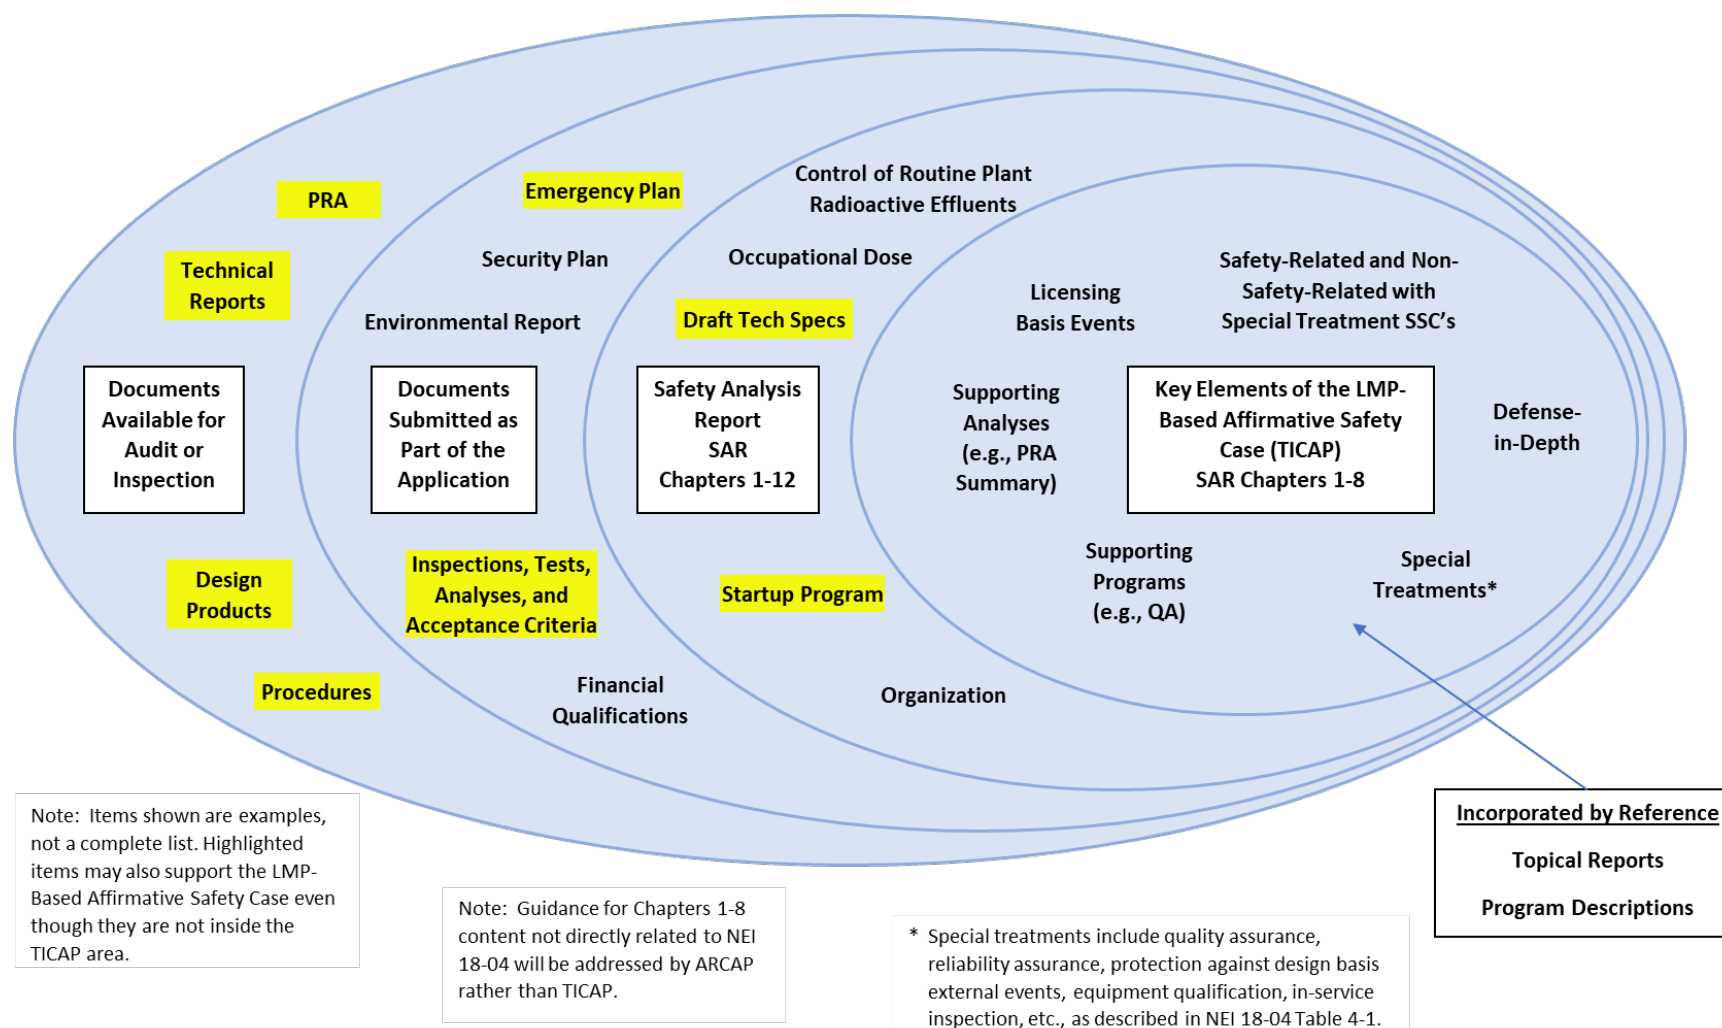 PRA
Technical
Reports
Documents
Available for
Audit or
Inspection
Design
Products
Procedures
Emergency Plan
Security Plan
Environmental Report
Documents
Submitted as
Part of the
Application
Inspections, Tests,
Analyses, and
Acceptance Criteria
Financial
Qualifications
Control of Routine Plant
Radioactive Effluents
Occupational Dose
Draft Tech Specs
Safety Analysis
Report
SAR
Chapters 1-12
Startup Program
Organization
Licensing
Basis Events
Safety-Related and Non-
Safety-Related with
Special Treatment SSC's
Supporting
Analyses
(e.g., PRA
Summary)
Key Elements of the LMP-
Based Affirmative Safety
Case (TICAP)
SAR Chapters 1-8
Defense-
in-Depth
Supporting
Programs
(e.g., QA)
Special
Treatments*
Incorporated by Reference
Topical Reports
Program Descriptions
Note: Items shown are examples,
not a complete list. Highlighted
items may also support the LMP-
Based Affirmative Safety Case even
though they are not inside the
TICAP area.
Note: Guidance for Chapters 1-8
content not directly related to NEI
18-04 will be addressed by ARCAP
rather than TICAP.
* Special treatments include quality assurance,
reliability assurance, protection against design basis
external events, equipment qualification, in-service
inspection, etc., as described in NEI 18-04 Table 4-1.